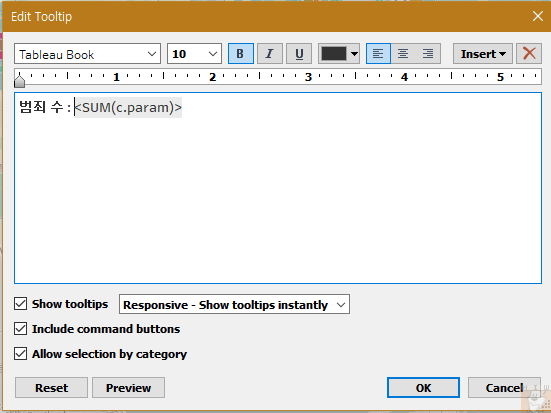 Edit Tooltip
Tableau Book 10 B I U Insert
1 2 3 4 5
범죄 수 : <SUM(c.param)>
Show tooltips Responsive - Show tooltips instantly
Include command buttons
Allow selection by category
Reset Preview OK Cancel